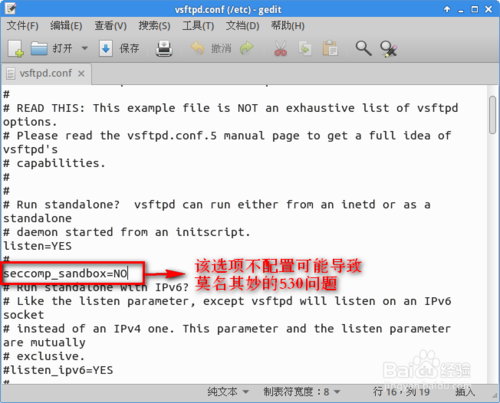 vsftpd.conf (/etc) - gedit
文件(F) 编辑(E) 查看(V) 搜索(S) 工具(T) 文档(D) 帮助(H)
打开 保存 撤消
vsftpd.conf
#
# READ THIS: This example file is NOT an exhaustive list of vsftpd
options.
# Please read the vsftpd.conf.5 manual page to get a full idea of
vsftpd's
# capabilities.
#
#
# Run standalone?  vsftpd can run either from an inetd or as a
standalone
# daemon started from an initscript.
listen=YES
#
seccomp_sandbox=NO
该选项不配置可能导致
莫名其妙的530问题
# Run standalone with IPv6?
# Like the listen parameter, except vsftpd will listen on an IPv6
socket
# instead of an IPv4 one. This parameter and the listen parameter
are mutually
# exclusive.
#listen_ipv6=YES
#
Baidu 经验
jingyan.baidu.com
纯文本 制表符宽度：8 行 16，列 19 插入